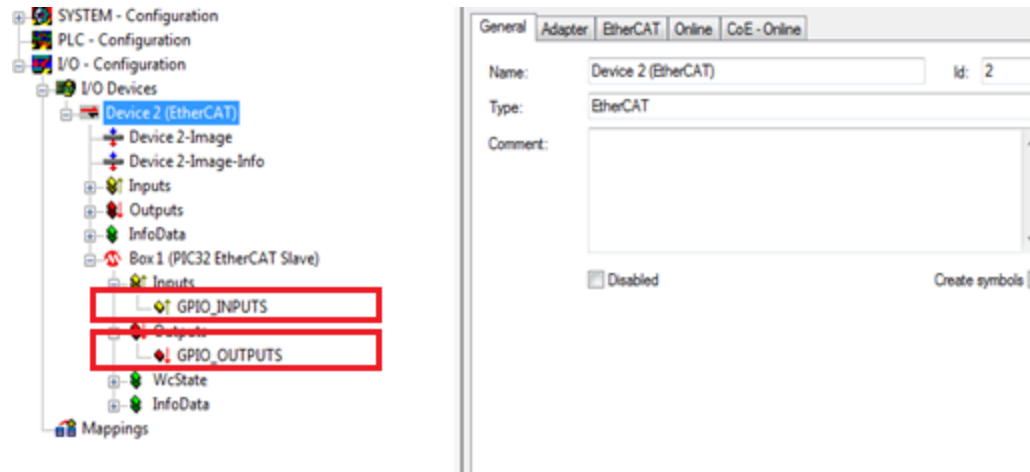 SYSTEM - Configuration
PLC - Configuration
I/O - Configuration
I/O Devices
Device 2 (EtherCAT)
Device 2-Image
Device 2-Image-Info
Inputs
Outputs
InfoData
Box 1 (PIC32 EtherCAT Slave)
Inputs
GPIO_INPUTS
Outputs
GPIO_OUTPUTS
WcState
InfoData
Mappings
General Adapter EtherCAT Online CoE - Online
Name: Device 2 (EtherCAT) Id: 2
Type: EtherCAT
Comment:
Disabled Create symbols